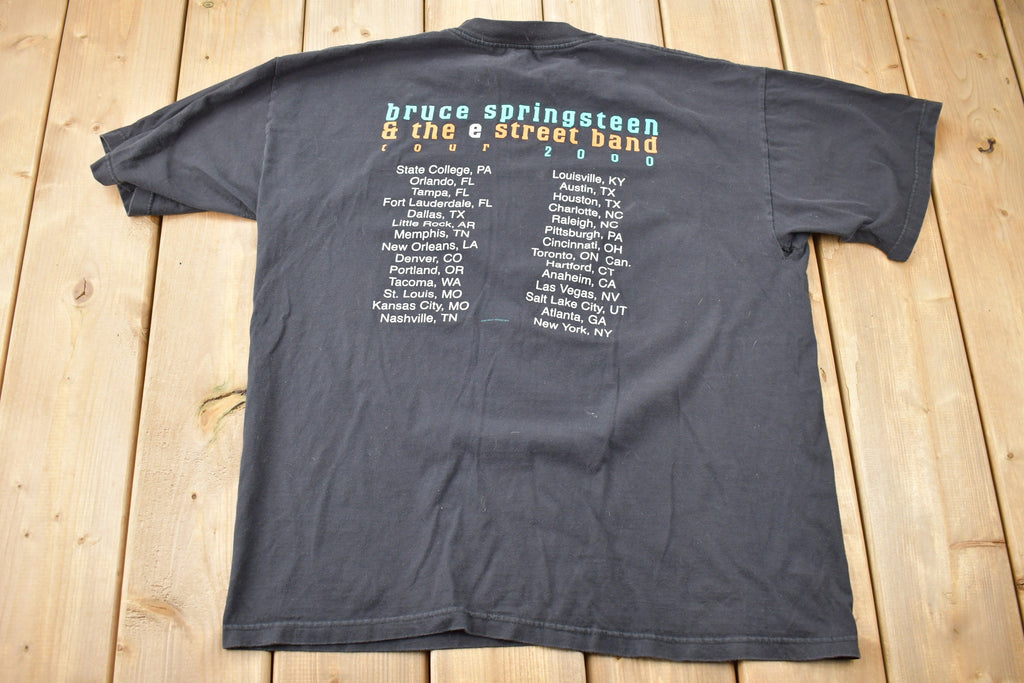 bruce springsteen
& the e street band
tour 2000
State College, PA
Orlando, FL
Tampa, FL
Fort Lauderdale, FL
Dallas, TX
Little Rock, AR
Memphis, TN
New Orleans, LA
Denver, CO
Portland, OR
Tacoma, WA
St. Louis, MO
Kansas City, MO
Nashville, TN
Louisville, KY
Austin, TX
Houston, TX
Charlotte, NC
Raleigh, NC
Pittsburgh, PA
Cincinnati, OH
Toronto, ON Can.
Hartford, CT
Anaheim, CA
Las Vegas, NV
Salt Lake City, UT
Atlanta, GA
New York, NY